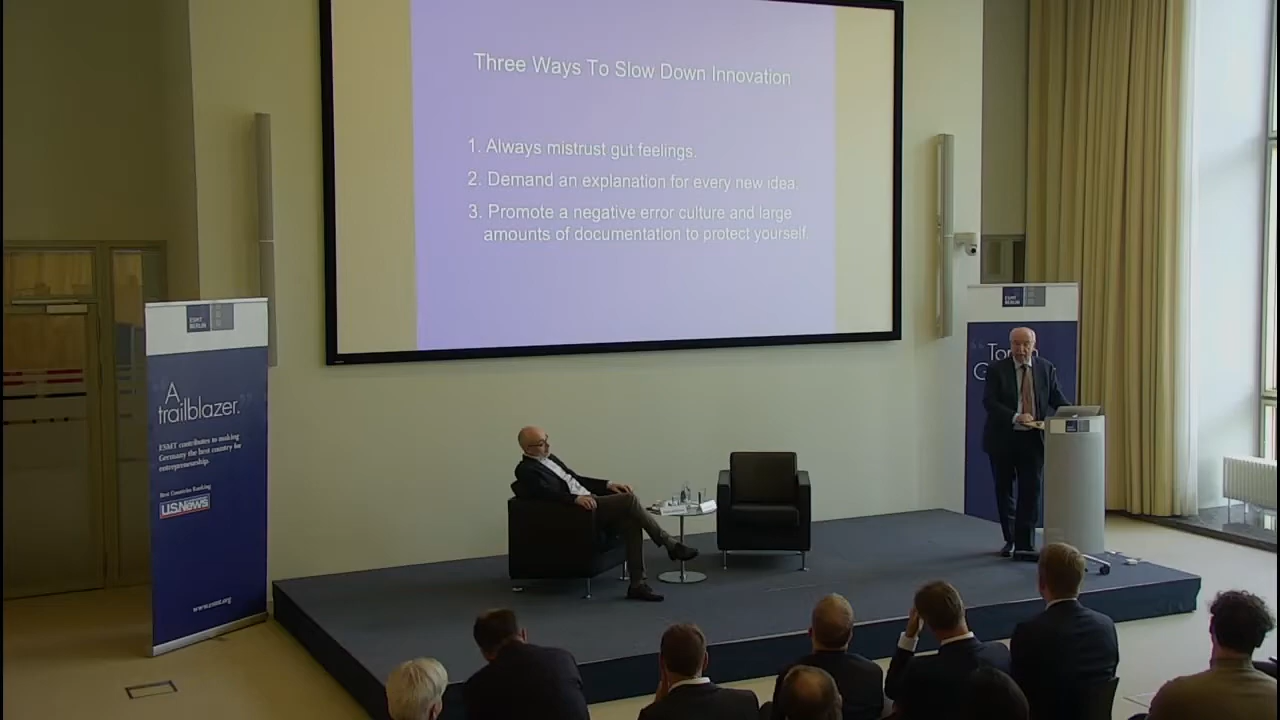 Three Ways To Slow Down Innovation
1. Always mistrust gut feelings.
2. Demand an explanation for every new idea.
3. Promote a negative error culture and large
amounts of documentation to protect yourself.
ESMT
BERLIN
"A
trailblazer."
ESMT contributes to making
Germany the best country for
entrepreneurship.
Best Countries Ranking
U.S.News
www.esmt.org
ESMT
BERLIN